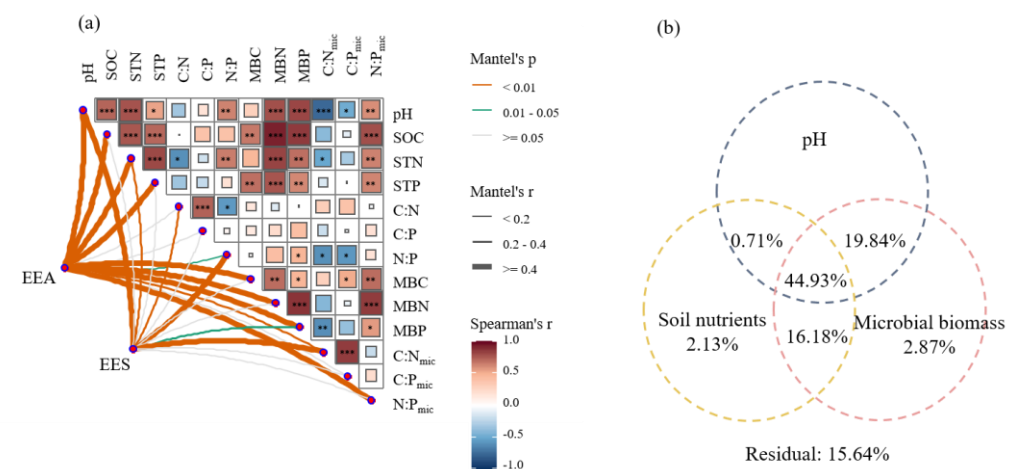 (a)
pH SOC STN STP C:N C:P N:P MBC MBN MBP C:Nmic C:Pmic N:Pmic
*** *** * ** *** *** *** * ** pH
*** *** ** *** *** *** SOC
*** * ** *** ** * ** STN
** *** ** ** STP
*** * C:N
C:P
* * * N:P
** * * ** MBC
*** *** MBN
** * MBP
*** C:Nmic
C:Pmic
N:Pmic
EEA
EES
Mantel's p
< 0.01
0.01 - 0.05
>= 0.05
Mantel's r
< 0.2
0.2 - 0.4
>= 0.4
Spearman's r
1.0
0.5
0.0
-0.5
-1.0
(b)
pH
0.71%
19.84%
44.93%
Soil nutrients
2.13%
16.18%
Microbial biomass
2.87%
Residual: 15.64%